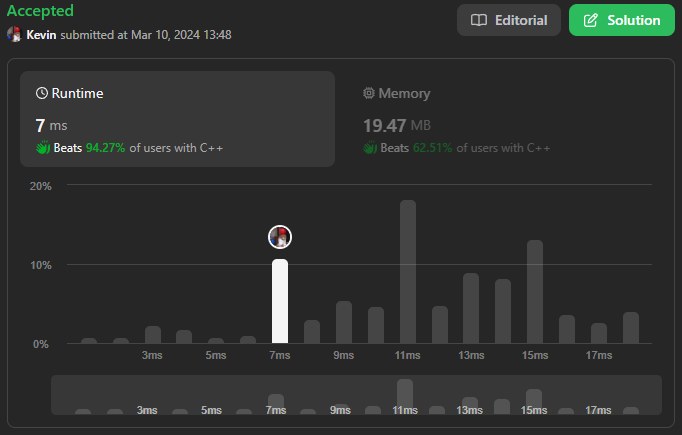 Accepted
Editorial
Solution
Kevin submitted at Mar 10, 2024 13:48
Runtime
7 ms
Beats 94.27% of users with C++
Memory
19.47 MB
Beats 62.51% of users with C++
20%
10%
0%
3ms 5ms 7ms 9ms 11ms 13ms 15ms 17ms
3ms 5ms 7ms 9ms 11ms 13ms 15ms 17ms